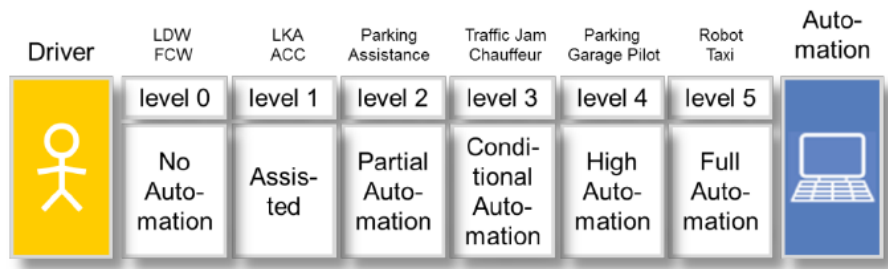 Driver
LDW
FCW
LKA
ACC
Parking
Assistance
Traffic Jam
Chauffeur
Parking
Garage Pilot
Robot
Taxi
Auto-
mation
level 0
level 1
level 2
level 3
level 4
level 5
No
Auto-
mation
Assis-
ted
Partial
Auto-
mation
Condi-
tional
Auto-
mation
High
Auto-
mation
Full
Auto-
mation